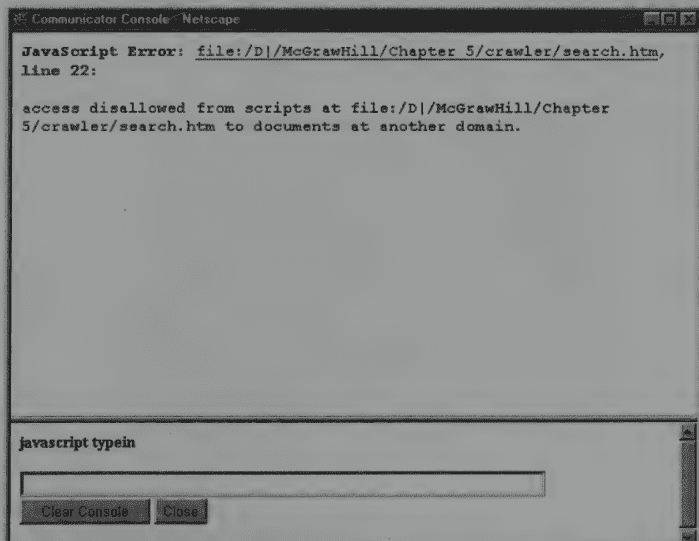 Communicator Console - Netscape
JavaScript Error: file:/D|/McGrawHill/Chapter 5/crawler/search.htm,
line 22:
access disallowed from scripts at file:/D|/McGrawHill/Chapter
5/crawler/search.htm to documents at another domain.
javascript typein
Clear Console Close